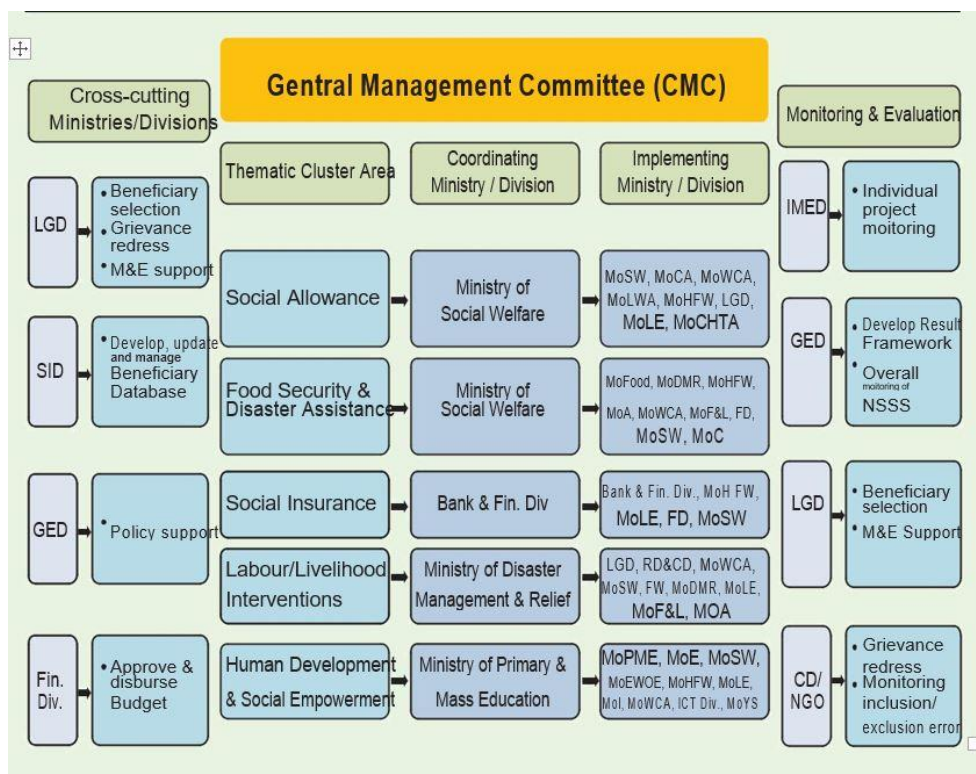 Gentral Management Committee (CMC)
Cross-cutting
Ministries/Divisions
LGD
• Beneficiary
selection
• Grievance
redress
• M&E support
SID
• Develop, update
and manage
Beneficiary
Database
GED
• Policy support
Fin.
Div.
• Approve &
disburse
Budget
Thematic Cluster Area
Coordinating
Ministry / Division
Implementing
Ministry / Division
Social Allowance
Ministry of
Social Welfare
MoSW, MoCA, MoWCA,
MoLWA, MoHFW, LGD,
MoLE, MoCHTA
Food Security &
Disaster Assistance
Ministry of
Social Welfare
MoFood, MoDMR, MoHFW,
MoA, MoWCA, MoF&L, FD,
MoSW, MoC
Social Insurance
Bank & Fin. Div
Bank & Fin. Div., MoH FW,
MoLE, FD, MoSW
Labour/Livelihood
Interventions
Ministry of Disaster
Management & Relief
LGD, RD&CD, MoWCA,
MoSW, FW, MoDMR, MoLE,
MoF&L, MOA
Human Development
& Social Empowerment
Ministry of Primary &
Mass Education
MoPME, MoE, MoSW,
MoEWOE, MoHFW, MoLE,
MoI, MoWCA, ICT Div., MoYS
Monitoring & Evaluation
IMED
• Individual
project
moitoring
GED
• Develop Result
Framework
• Overall
moitoring of
NSSS
LGD
• Beneficiary
selection
• M&E Support
CD/
NGO
• Grievance
redress
• Monitoring
inclusion/
exclusion error